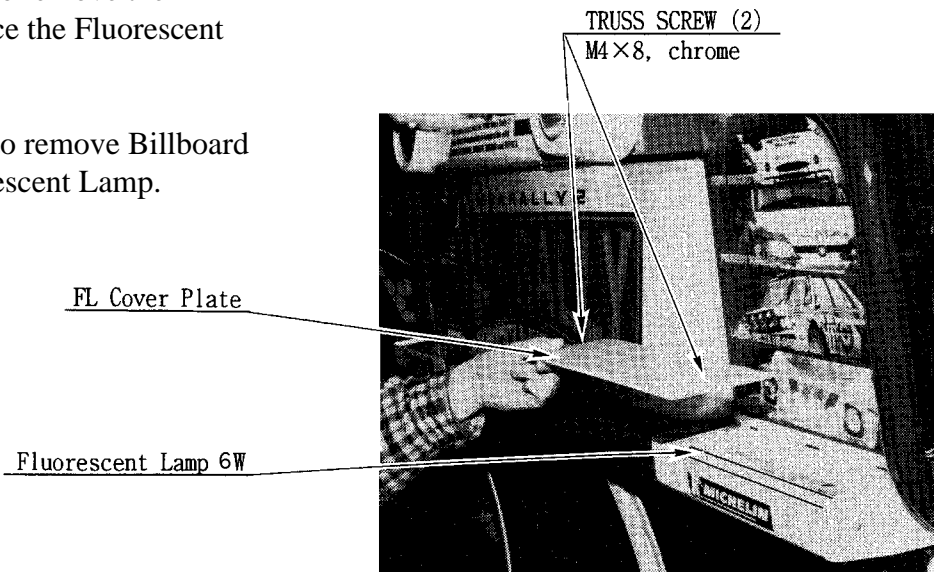 ce the Fluorescent
TRUSS SCREW (2)
M4×8, chrome
o remove Billboard
escent Lamp.
RALLY 2
FL Cover Plate
Fluorescent Lamp 6W
MICHELIN